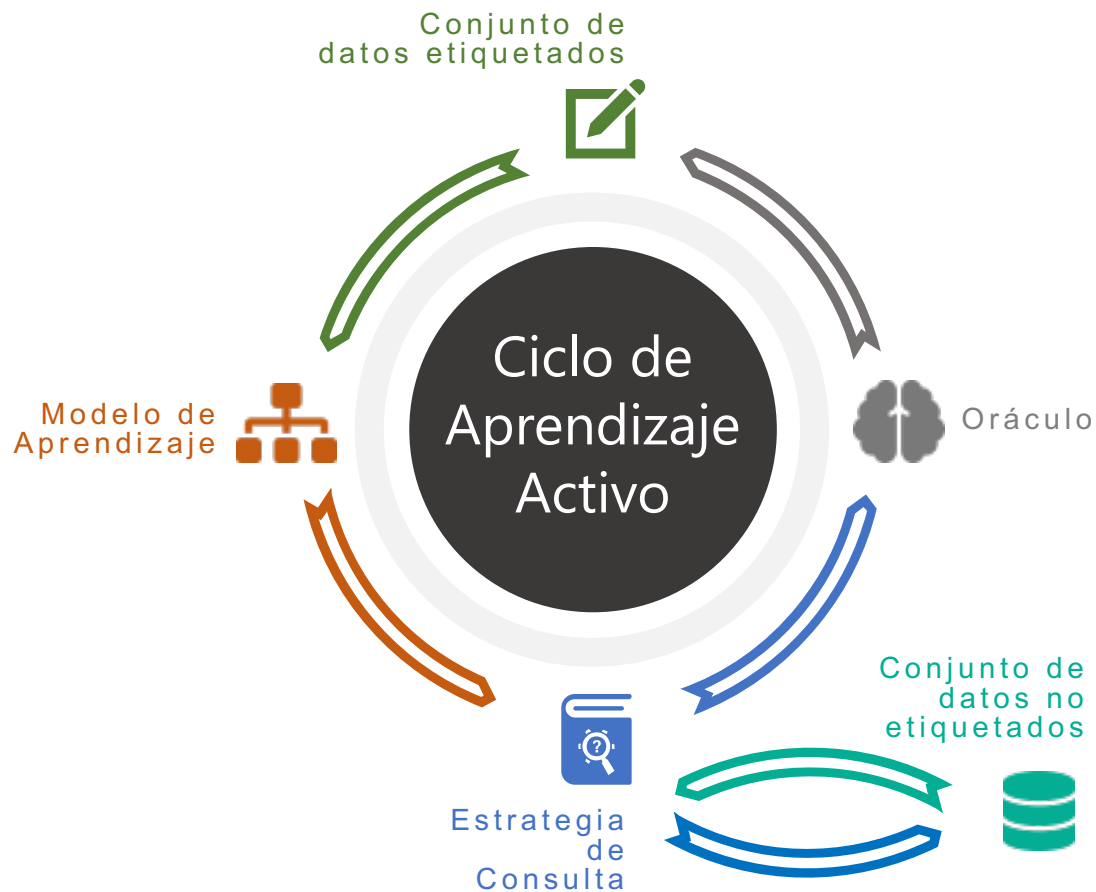 Conjunto de
datos etiquetados
Ciclo de
Aprendizaje
Activo
Modelo de
Aprendizaje
Oráculo
Conjunto de
datos no
etiquetados
Estrategia
de
Consulta
?